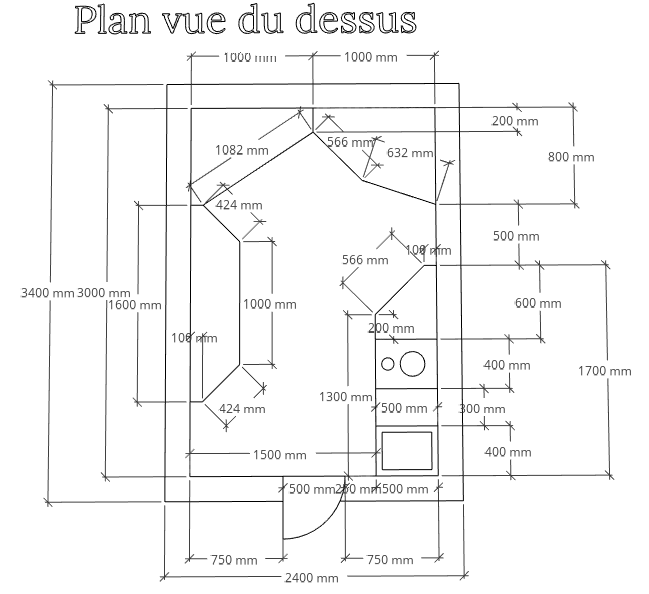 Plan vue du dessus
1000 mm 1000 mm
200 mm
1082 mm 566 mm 632 mm 800 mm
424 mm
500 mm
566 mm 100 mm
3400 mm 3000 mm 1600 mm 1000 mm 600 mm
100 mm 200 mm
400 mm 1700 mm
1300 mm
424 mm 500 mm 300 mm
1500 mm 400 mm
500 mm 250 mm 500 mm
750 mm 750 mm
2400 mm